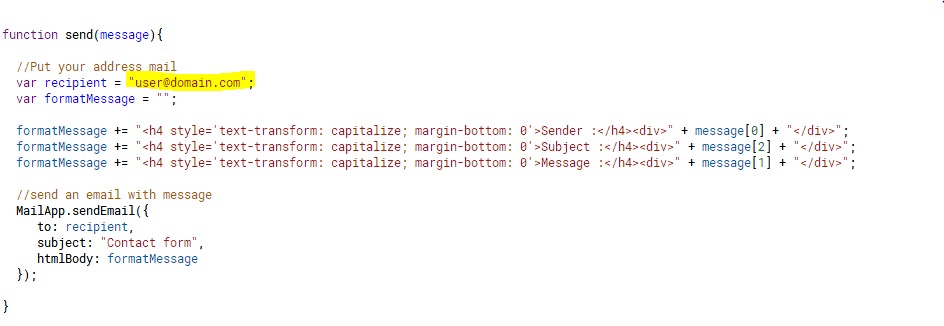 function send(message){
//Put your address mail
var recipient = "user@domain.com";
var formatMessage = "";
formatMessage += "<h4 style='text-transform: capitalize; margin-bottom: 0'>Sender :</h4><div>" + message[0] + "</div>";
formatMessage += "<h4 style='text-transform: capitalize; margin-bottom: 0'>Subject :</h4><div>" + message[2] + "</div>";
formatMessage += "<h4 style='text-transform: capitalize; margin-bottom: 0'>Message :</h4><div>" + message[1] + "</div>";
//send an email with message
MailApp.sendEmail({
to: recipient,
subject: "Contact form",
htmlBody: formatMessage
});
}